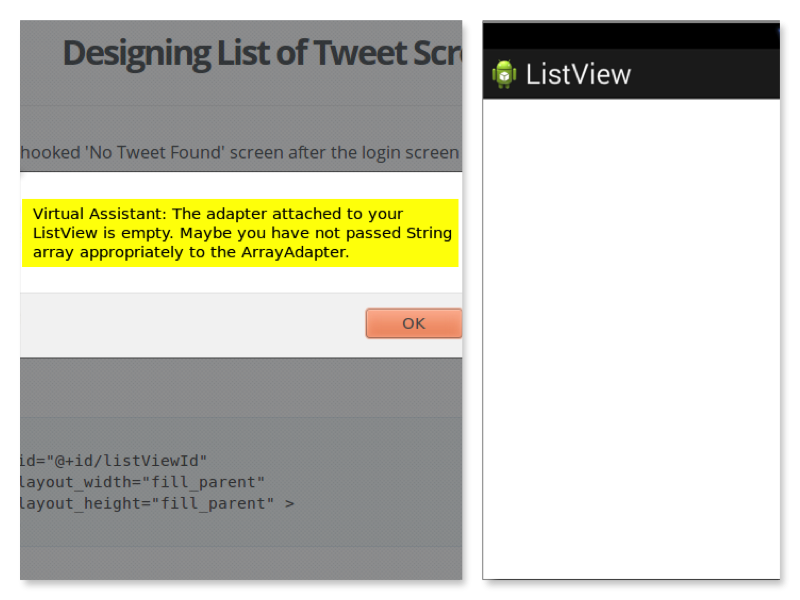 Designing List of Tweet Scre
hooked 'No Tweet Found' screen after the login screen
Virtual Assistant: The adapter attached to your
ListView is empty. Maybe you have not passed String
array appropriately to the ArrayAdapter.
OK
id="@+id/listViewId"
layout_width="fill_parent"
layout_height="fill_parent" >
ListView